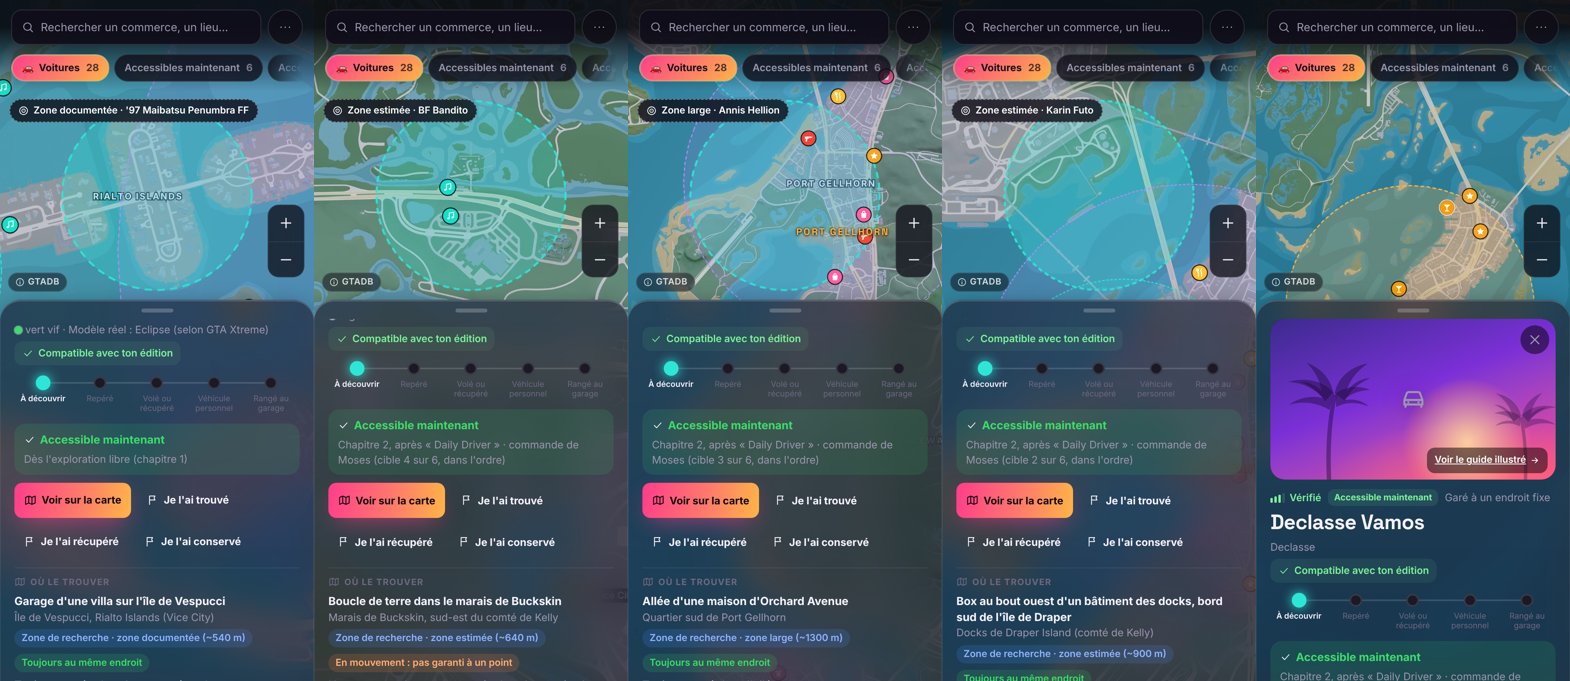 Rechercher un commerce, un lieu...
Voitures 28
Accessibles maintenant 6
Acc
Zone documentée · '97 Maibatsu Penumbra FF
RIALTO ISLANDS
+
−
GTADB
vert vif · Modèle réel : Eclipse (selon GTA Xtreme)
Compatible avec ton édition
À découvrir
Repéré
Volé ou récupéré
Véhicule personnel
Rangé au garage
Accessible maintenant
Dès l'exploration libre (chapitre 1)
Voir sur la carte
Je l'ai trouvé
Je l'ai récupéré
Je l'ai conservé
OÙ LE TROUVER
Garage d'une villa sur l'île de Vespucci
Île de Vespucci, Rialto Islands (Vice City)
Zone de recherche · zone documentée (~540 m)
Toujours au même endroit
Rechercher un commerce, un lieu...
Voitures 28
Accessibles maintenant 6
Acc
Zone estimée · BF Bandito
+
−
GTADB
Compatible avec ton édition
À découvrir
Repéré
Volé ou récupéré
Véhicule personnel
Rangé au garage
Accessible maintenant
Chapitre 2, après « Daily Driver » · commande de
Moses (cible 4 sur 6, dans l'ordre)
Voir sur la carte
Je l'ai trouvé
Je l'ai récupéré
Je l'ai conservé
OÙ LE TROUVER
Boucle de terre dans le marais de Buckskin
Marais de Buckskin, sud-est du comté de Kelly
Zone de recherche · zone estimée (~640 m)
En mouvement : pas garanti à un point
Rechercher un commerce, un lieu...
Voitures 28
Accessibles maintenant 6
Acc
Zone large · Annis Hellion
PORT GELLHORN
PORT GELLHORN
+
−
GTADB
Compatible avec ton édition
À découvrir
Repéré
Volé ou récupéré
Véhicule personnel
Rangé au garage
Accessible maintenant
Chapitre 2, après « Daily Driver » · commande de
Moses (cible 3 sur 6, dans l'ordre)
Voir sur la carte
Je l'ai trouvé
Je l'ai récupéré
Je l'ai conservé
OÙ LE TROUVER
Allée d'une maison d'Orchard Avenue
Quartier sud de Port Gellhorn
Zone de recherche · zone large (~1300 m)
Toujours au même endroit
Rechercher un commerce, un lieu...
Voitures 28
Accessibles maintenant 6
Acc
Zone estimée · Karin Futo
+
−
GTADB
Compatible avec ton édition
À découvrir
Repéré
Volé ou récupéré
Véhicule personnel
Rangé au garage
Accessible maintenant
Chapitre 2, après « Daily Driver » · commande de
Moses (cible 2 sur 6, dans l'ordre)
Voir sur la carte
Je l'ai trouvé
Je l'ai récupéré
Je l'ai conservé
OÙ LE TROUVER
Box au bout ouest d'un bâtiment des docks, bord
sud de l'île de Draper
Docks de Draper Island (comté de Kelly)
Zone de recherche · zone estimée (~900 m)
Toujours au même endroit
Rechercher un commerce, un lieu...
Voitures 28
Accessibles maintenant 6
Acc
+
−
GTADB
Voir le guide illustré →
Vérifié
Accessible maintenant
Garé à un endroit fixe
Declasse Vamos
Declasse
Compatible avec ton édition
À découvrir
Repéré
Volé ou récupéré
Véhicule personnel
Rangé au garage
Accessible maintenant
Chapitre 2, après « Daily Driver » · commande de